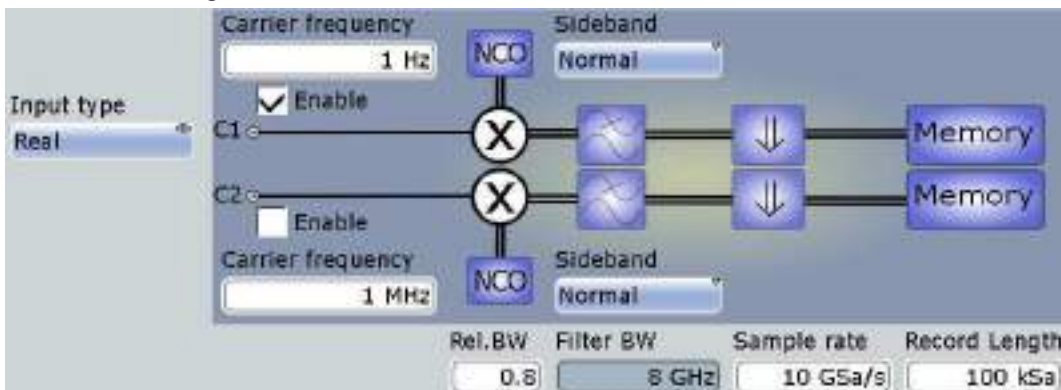 Carrier frequency Sideband
1 Hz NCO Normal
Enable
Input type
Real
C1 X Memory
C2 X Memory
Enable
Carrier frequency Sideband
1 MHz NCO Normal
Rel.BW Filter BW Sample rate Record Length
0.8 8 GHz 10 GSa/s 100 kSa